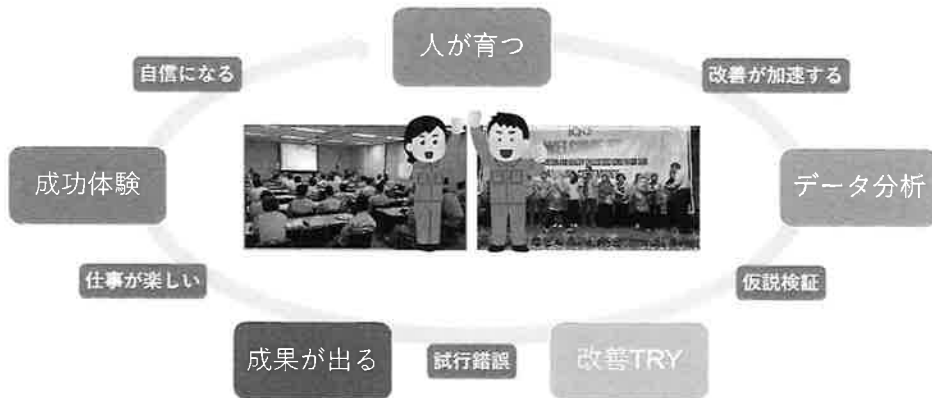 人が育つ
自信になる
改善が加速する
成功体験
データ分析
仕事が楽しい
仮説検証
成果が出る
試行錯誤
改善TRY